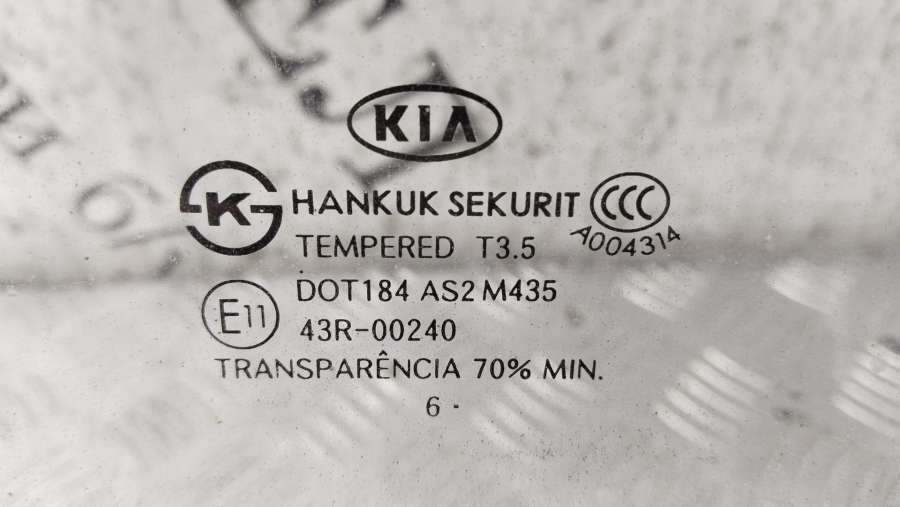 KIA
K HANKUK SEKURIT CCC
A004314
TEMPERED T3.5
DOT184 AS2 M435
E11
43R-00240
TRANSPARÊNCIA 70% MIN.
6 ·